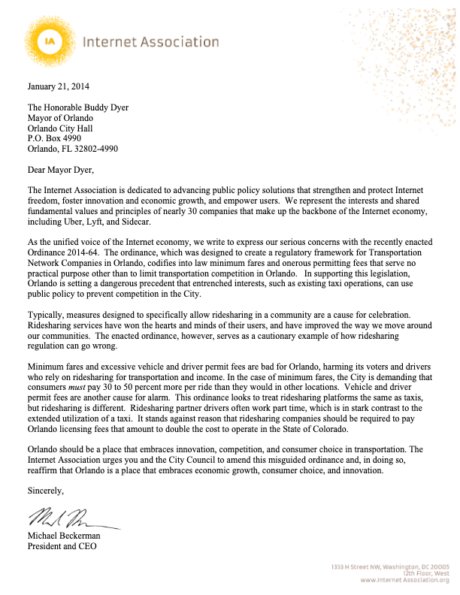 IA Internet Association
January 21, 2014
The Honorable Buddy Dyer
Mayor of Orlando
Orlando City Hall
P.O. Box 4990
Orlando, FL 32802-4990
Dear Mayor Dyer,
The Internet Association is dedicated to advancing public policy solutions that strengthen and protect Internet
freedom, foster innovation and economic growth, and empower users. We represent the interests and shared
fundamental values and principles of nearly 30 companies that make up the backbone of the Internet economy,
including Uber, Lyft, and Sidecar.
As the unified voice of the Internet economy, we write to express our serious concerns with the recently enacted
Ordinance 2014-64. The ordinance, which was designed to create a regulatory framework for Transportation
Network Companies in Orlando, codifies into law minimum fares and onerous permitting fees that serve no
practical purpose other than to limit transportation competition in Orlando. In supporting this legislation,
Orlando is setting a dangerous precedent that entrenched interests, such as existing taxi operations, can use
public policy to prevent competition in the City.
Typically, measures designed to specifically allow ridesharing in a community are a cause for celebration.
Ridesharing services have won the hearts and minds of their users, and have improved the way we move around
our communities. The enacted ordinance, however, serves as a cautionary example of how ridesharing
regulation can go wrong.
Minimum fares and excessive vehicle and driver permit fees are bad for Orlando, harming its voters and drivers
who rely on ridesharing for transportation and income. In the case of minimum fares, the City is demanding that
consumers must pay 30 to 50 percent more per ride than they would in other locations. Vehicle and driver
permit fees are another cause for alarm. This ordinance looks to treat ridesharing platforms the same as taxis,
but ridesharing is different. Ridesharing partner drivers often work part time, which is in stark contrast to the
extended utilization of a taxi. It stands against reason that ridesharing companies should be required to pay
Orlando licensing fees that amount to double the cost to operate in the State of Colorado.
Orlando should be a place that embraces innovation, competition, and consumer choice in transportation. The
Internet Association urges you and the City Council to amend this misguided ordinance and, in doing so,
reaffirm that Orlando is a place that embraces economic growth, consumer choice, and innovation.
Sincerely,
Michael Beckerman
President and CEO
1333 H Street NW, Washington, DC 20005
12th Floor, West
www.Internet Association.org